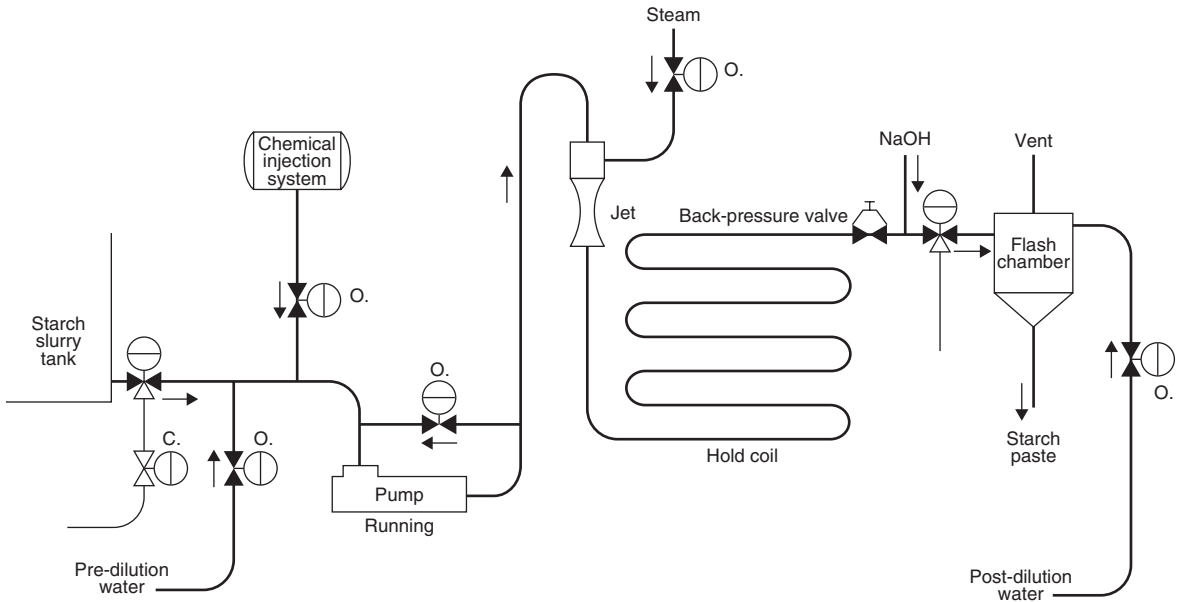 Steam
O.
Chemical
injection
system
NaOH
Vent
Jet
Back-pressure valve
Flash
chamber
O.
Starch
slurry
tank
O.
O.
C.
O.
Starch
paste
Hold coil
Pump
Running
Pre-dilution
water
Post-dilution
water